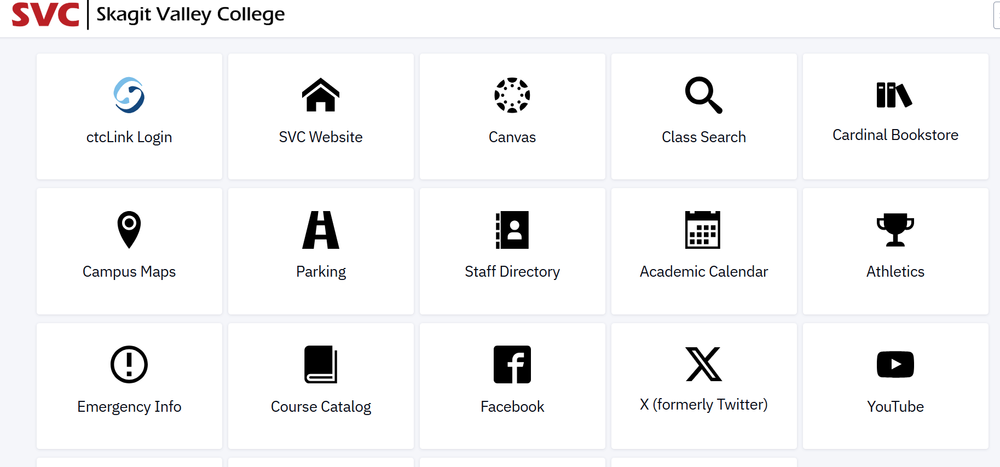 SVC Skagit Valley College
ctcLink Login
SVC Website
Canvas
Class Search
Cardinal Bookstore
Campus Maps
Parking
Staff Directory
Academic Calendar
Athletics
Emergency Info
Course Catalog
Facebook
X (formerly Twitter)
YouTube